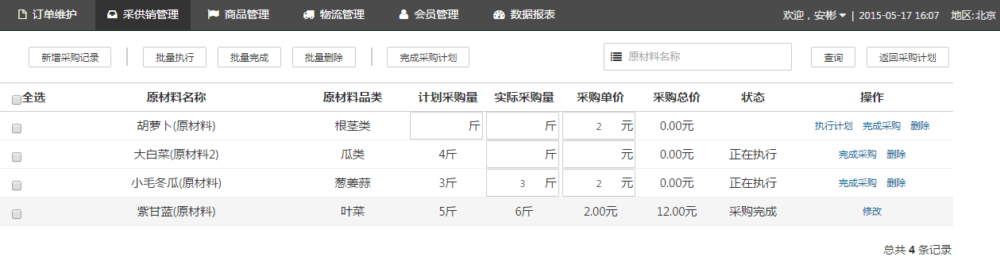 订单维护 采供销管理 商品管理 物流管理 会员管理 数据报表 欢迎，安彬 | 2015-05-17 16:07 地区:北京
新增采购记录 批量执行 批量完成 批量删除 完成采购计划 原材料名称 查询 返回采购计划
全选 原材料名称 原材料品类 计划采购量 实际采购量 采购单价 采购总价 状态 操作
胡萝卜(原材料) 根茎类 斤 斤 2 元 0.00元 执行计划 完成采购 删除
大白菜(原材料2) 瓜类 4斤 斤 元 0.00元 正在执行 完成采购 删除
小毛冬瓜(原材料) 葱姜蒜 3斤 3 斤 2 元 0.00元 正在执行 完成采购 删除
紫甘蓝(原材料) 叶菜 5斤 6斤 2.00元 12.00元 采购完成 修改
总共 4 条记录